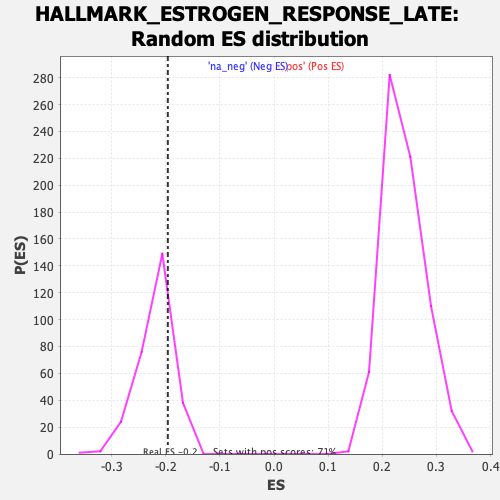 HALLMARK_ESTROGEN_RESPONSE_LATE:
Random ES distribution
'na_neg' (Neg ES)
pos' (Pos ES)
P(ES)
280
260
240
220
200
180
160
140
120
100
80
60
40
20
0
Real ES -0.2
Sets with pos scores: 71%
-0.3 -0.2 -0.1 0.0 0.1 0.2 0.3 0.4
ES